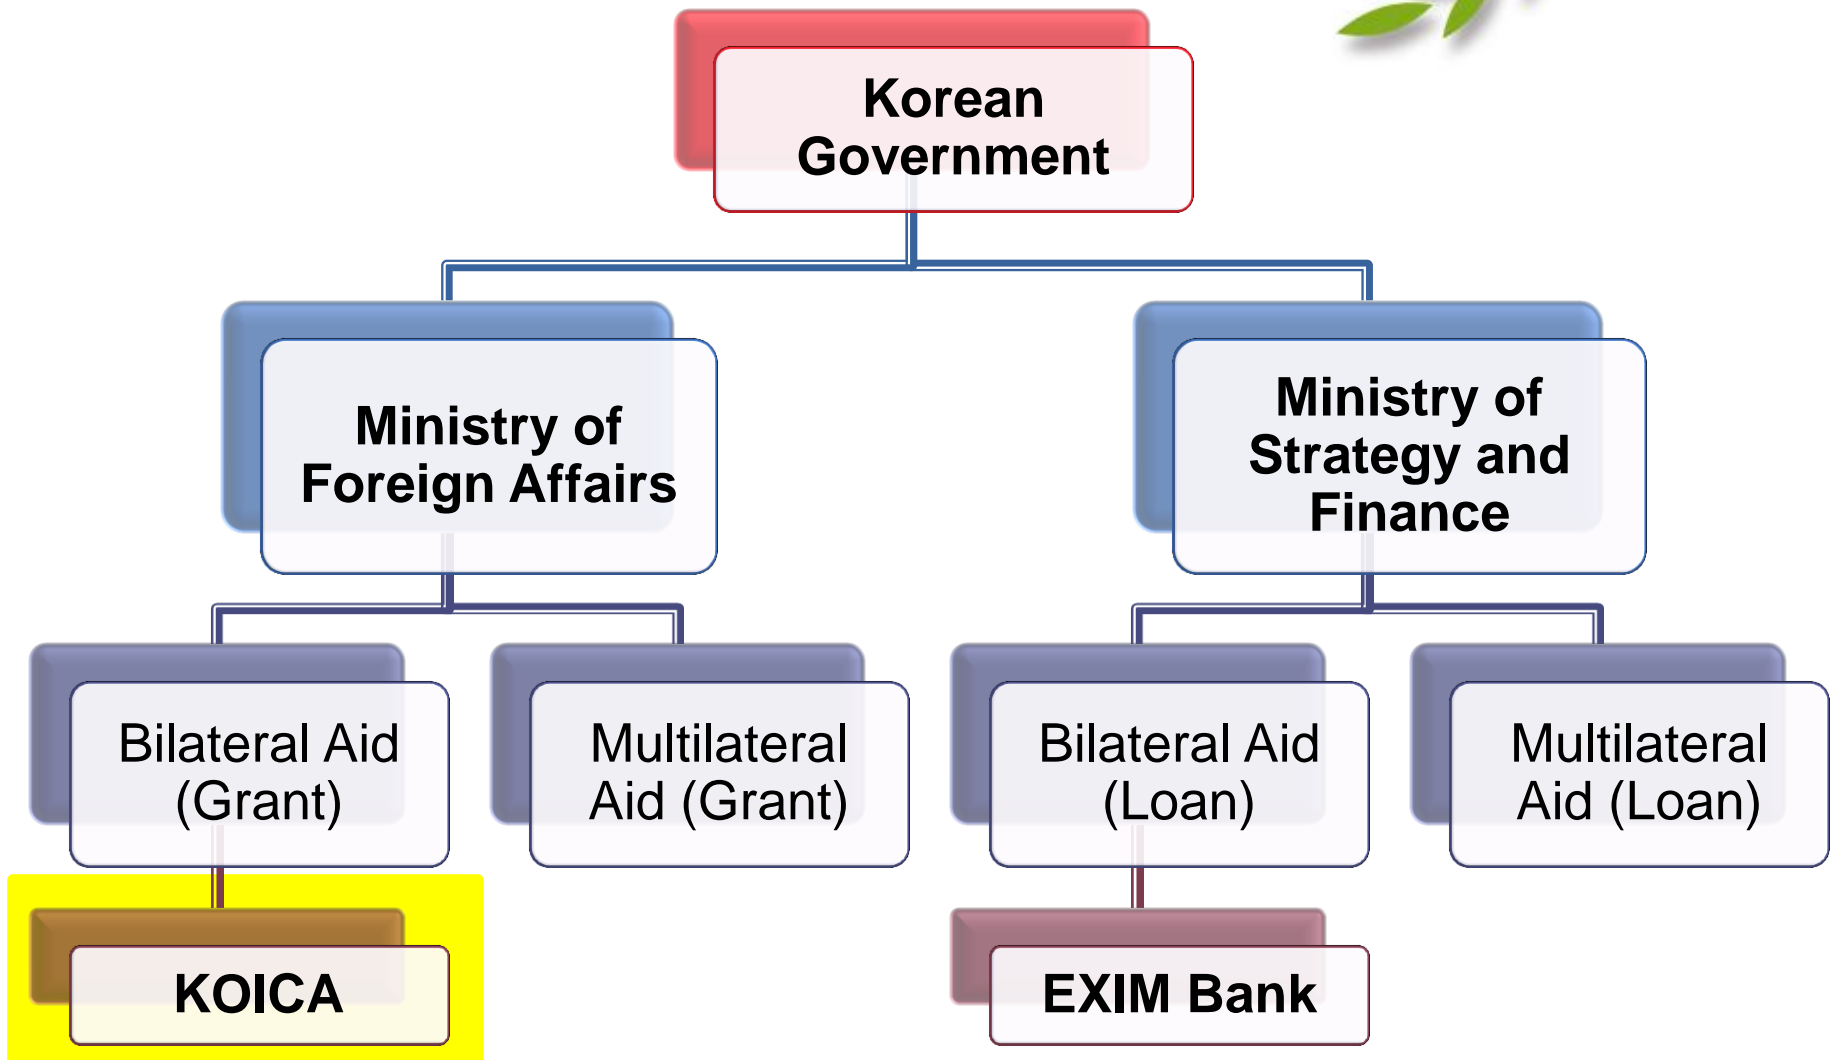 Korean
Government
Ministry of
Foreign Affairs
Ministry of
Strategy and
Finance
Bilateral Aid
(Grant)
Multilateral
Aid (Grant)
Bilateral Aid
(Loan)
Multilateral
Aid (Loan)
KOICA
EXIM Bank